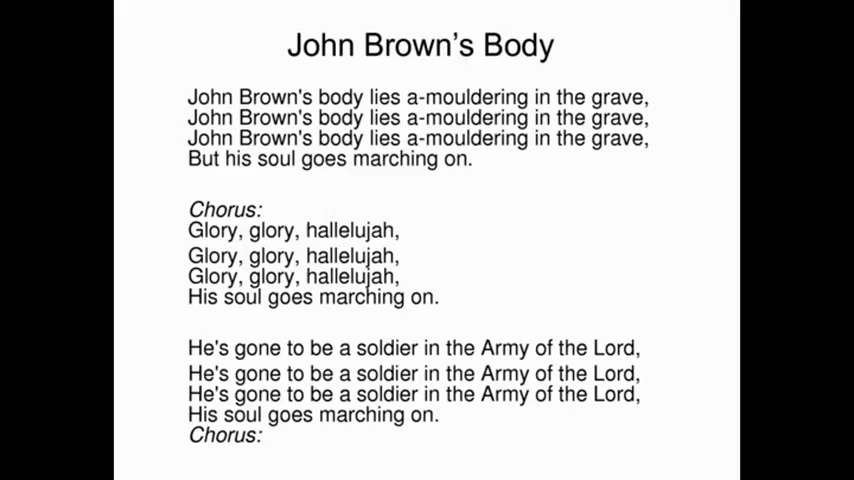 John Brown’s Body
John Brown's body lies a-mouldering in the grave,
John Brown's body lies a-mouldering in the grave,
John Brown's body lies a-mouldering in the grave,
But his soul goes marching on.
Chorus:
Glory, glory, hallelujah,
Glory, glory, hallelujah,
Glory, glory, hallelujah,
His soul goes marching on.
He's gone to be a soldier in the Army of the Lord,
He's gone to be a soldier in the Army of the Lord,
He's gone to be a soldier in the Army of the Lord,
His soul goes marching on.
Chorus: